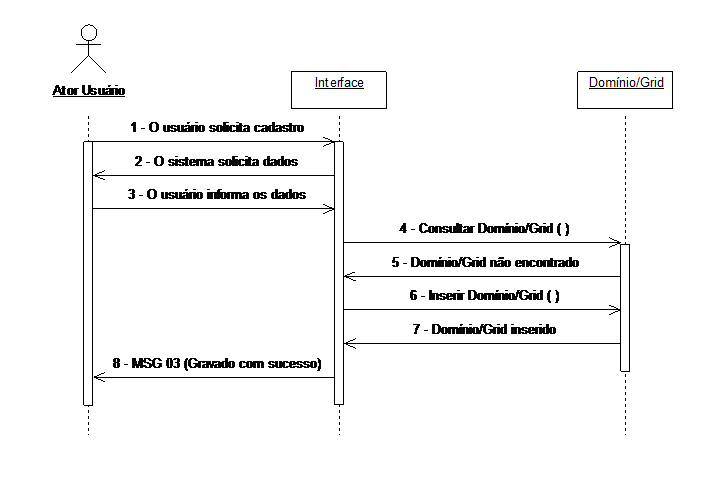 Interface
Domínio/Grid
Ator Usuário
1 - O usuário solicita cadastro
2 - O sistema solicita dados
3 - O usuário informa os dados
4 - Consultar Domínio/Grid ( )
5 - Domínio/Grid não encontrado
6 - Inserir Domínio/Grid ( )
7 - Domínio/Grid inserido
8 - MSG 03 (Gravado com sucesso)